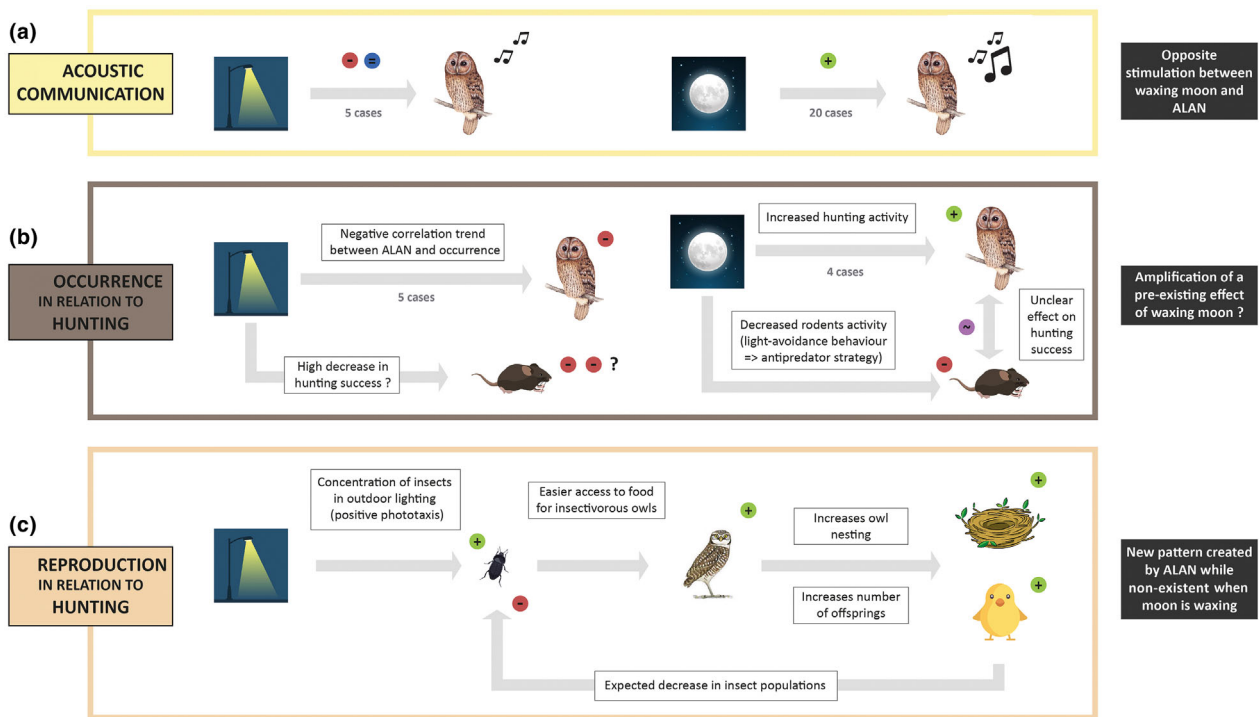 (a)
ACOUSTIC
COMMUNICATION
-
=
5 cases
+
20 cases
Opposite
stimulation between
waxing moon and
ALAN
(b)
OCCURRENCE
IN RELATION TO
HUNTING
Negative correlation trend
between ALAN and occurrence
5 cases
-
High decrease in
hunting success ?
- - ?
Increased hunting activity
4 cases
+
Decreased rodents activity
(light-avoidance behaviour
=> antipredator strategy)
~
-
Unclear
effect on
hunting
success
Amplification of a
pre-existing effect
of waxing moon ?
(c)
REPRODUCTION
IN RELATION TO
HUNTING
Concentration of insects
in outdoor lighting
(positive phototaxis)
+
-
Easier access to food
for insectivorous owls
+
Increases owl
nesting
+
Increases number
of offsprings
+
Expected decrease in insect populations
New pattern created
by ALAN while
non-existent when
moon is waxing